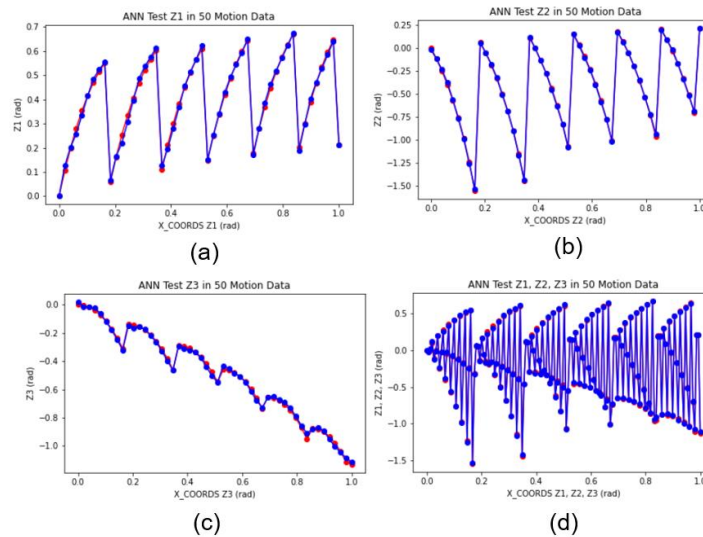 ANN Test Z1 in 50 Motion Data
0.7
0.6
0.5
0.4
0.3
0.2
0.1
0.0
Z1 (rad)
0.0 0.2 0.4 0.6 0.8 1.0
X_COORDS Z1 (rad)
(a)
ANN Test Z2 in 50 Motion Data
0.25
0.00
−0.25
−0.50
−0.75
−1.00
−1.25
−1.50
Z2 (rad)
0.0 0.2 0.4 0.6 0.8 1.0
X_COORDS Z2 (rad)
(b)
ANN Test Z3 in 50 Motion Data
0.0
−0.2
−0.4
−0.6
−0.8
−1.0
Z3 (rad)
0.0 0.2 0.4 0.6 0.8 1.0
X_COORDS Z3 (rad)
(c)
ANN Test Z1, Z2, Z3 in 50 Motion Data
0.5
0.0
−0.5
−1.0
−1.5
Z1, Z2, Z3 (rad)
0.0 0.2 0.4 0.6 0.8 1.0
X_COORDS Z1, Z2, Z3 (rad)
(d)